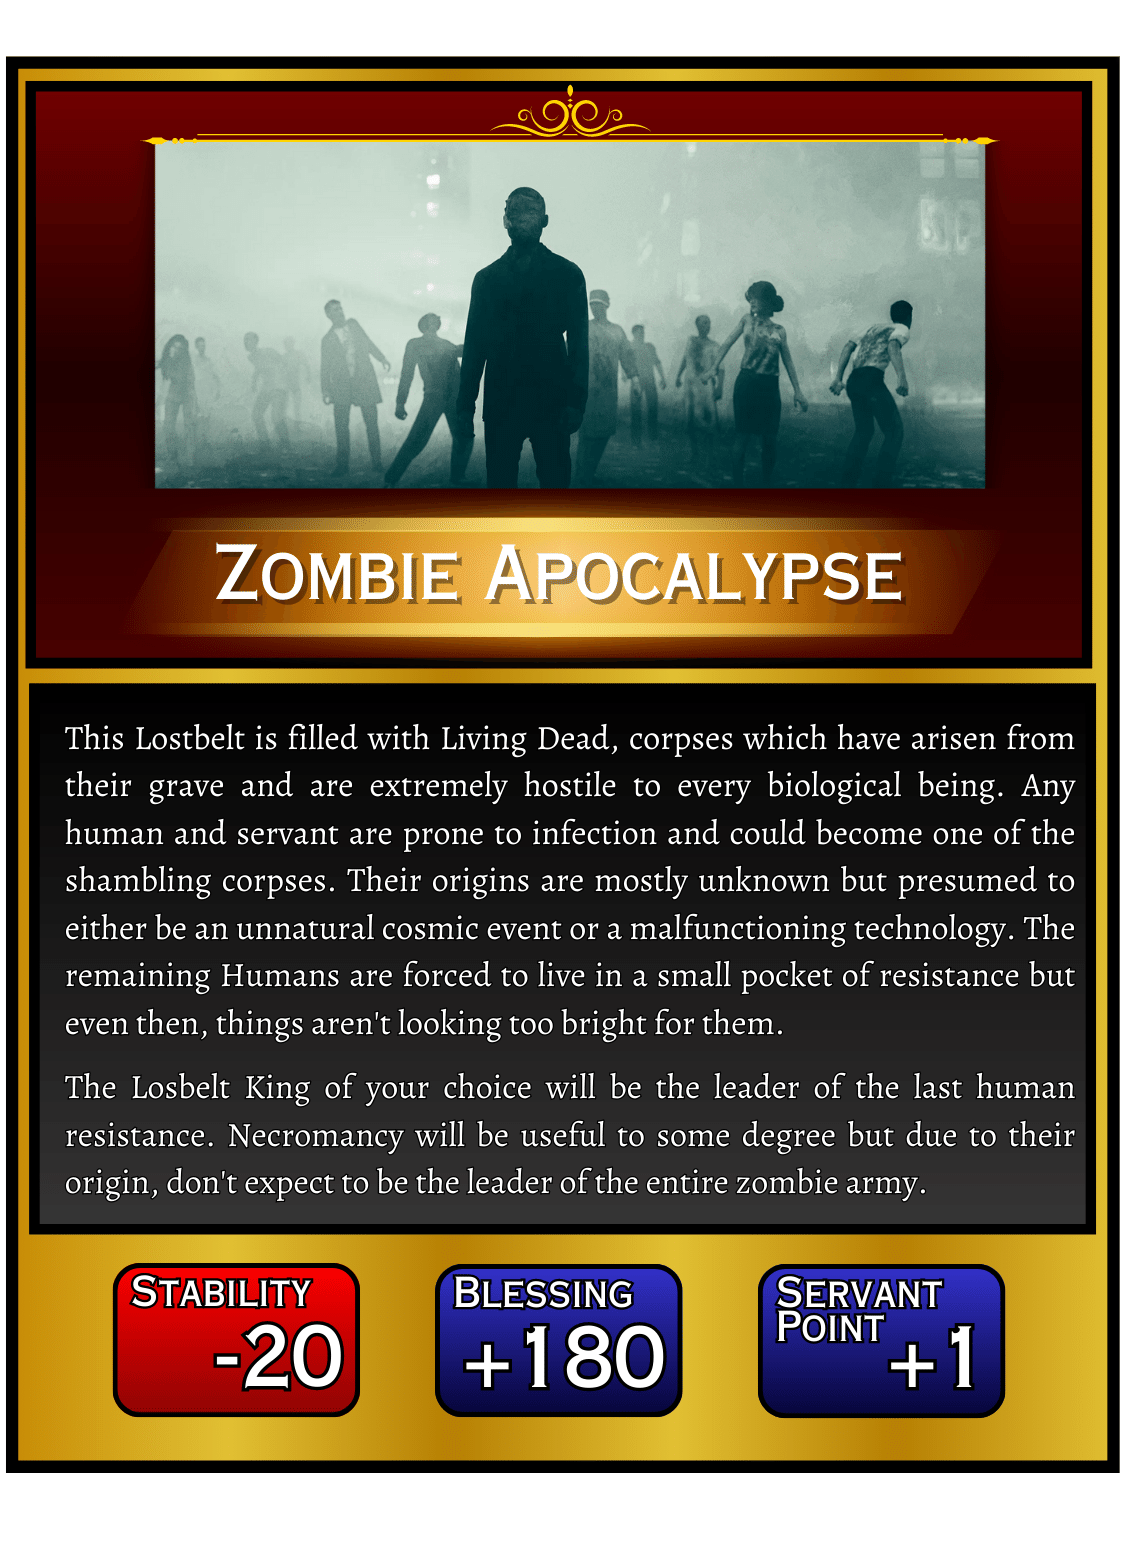 Zombie Apocalypse
This Lostbelt is filled with Living Dead, corpses which have arisen from
their grave and are extremely hostile to every biological being. Any
human and servant are prone to infection and could become one of the
shambling corpses. Their origins are mostly unknown but presumed to
either be an unnatural cosmic event or a malfunctioning technology. The
remaining Humans are forced to live in a small pocket of resistance but
even then, things aren't looking too bright for them.
The Losbelt King of your choice will be the leader of the last human
resistance. Necromancy will be useful to some degree but due to their
origin, don't expect to be the leader of the entire zombie army.
Stability
-20
Blessing
+180
Servant
Point
+1